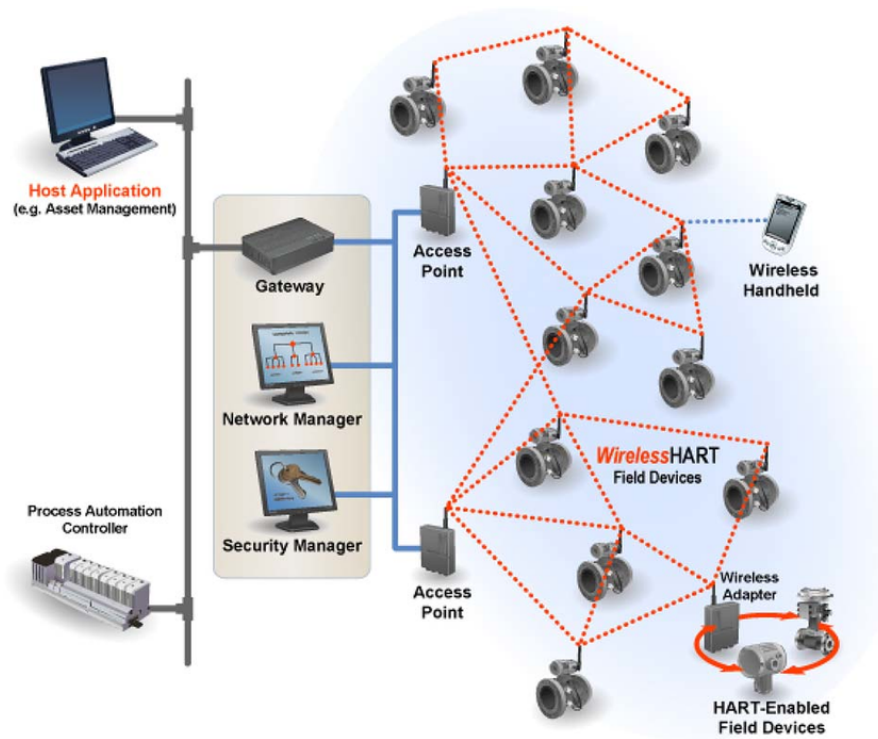 Host Application
(e.g. Asset Management)
Gateway
Access
Point
Wireless
Handheld
Network Manager
WirelessHART
Field Devices
Process Automation
Controller
Security Manager
Access
Point
Wireless
Adapter
HART-Enabled
Field Devices